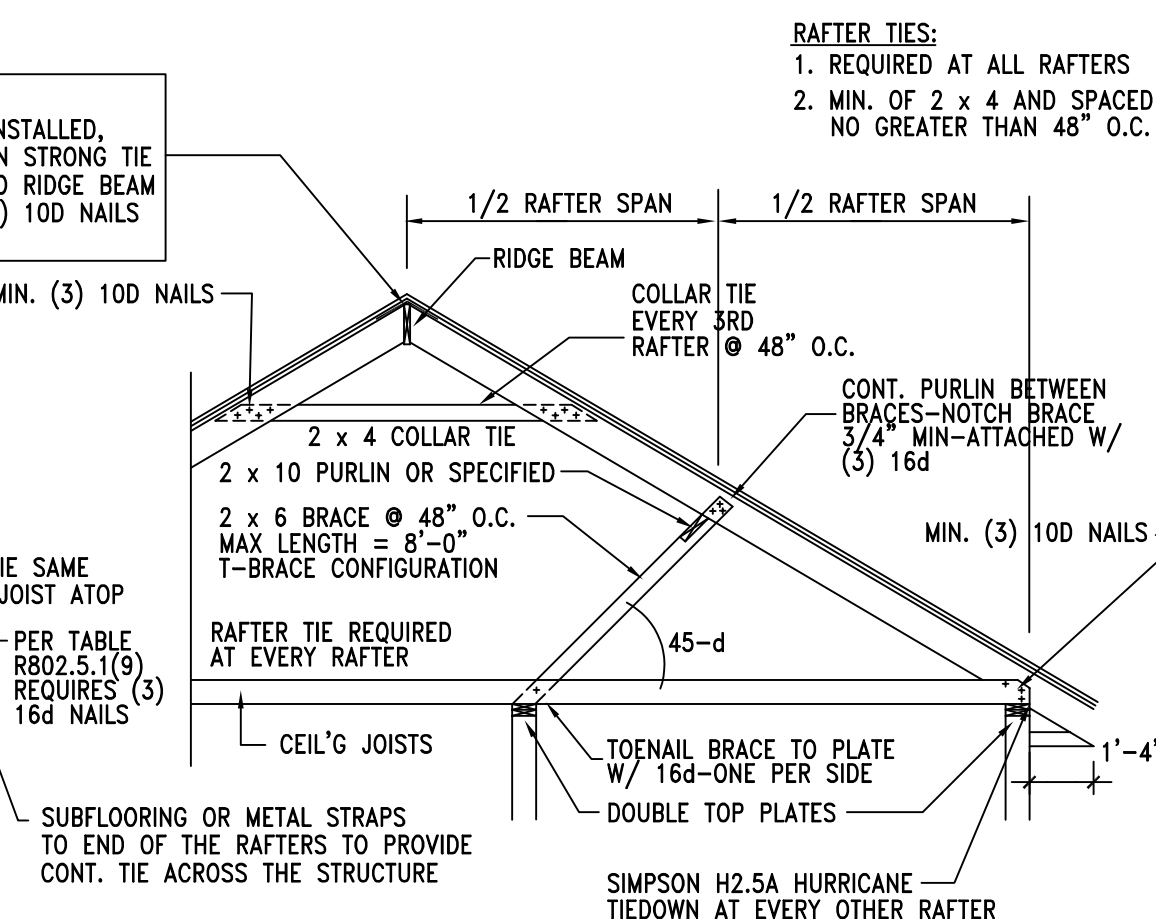 RAFTER TIES:
1. REQUIRED AT ALL RAFTERS
2. MIN. OF 2 x 4 AND SPACED
NO GREATER THAN 48" O.C.
NSTALLED,
N STRONG TIE
O RIDGE BEAM
) 10D NAILS
1/2 RAFTER SPAN
1/2 RAFTER SPAN
RIDGE BEAM
MIN. (3) 10D NAILS
COLLAR TIE
EVERY 3RD
RAFTER @ 48" O.C.
CONT. PURLIN BETWEEN
BRACES-NOTCH BRACE
3/4" MIN-ATTACHED W/
(3) 16d
2 x 4 COLLAR TIE
2 x 10 PURLIN OR SPECIFIED
2 x 6 BRACE @ 48" O.C.
MAX LENGTH = 8'-0"
T-BRACE CONFIGURATION
MIN. (3) 10D NAILS
IE SAME
JOIST ATOP
PER TABLE
R802.5.1(9)
REQUIRES (3)
16d NAILS
RAFTER TIE REQUIRED
AT EVERY RAFTER
45-d
CEIL'G JOISTS
TOENAIL BRACE TO PLATE
W/ 16d-ONE PER SIDE
1'-4"
DOUBLE TOP PLATES
SUBFLOORING OR METAL STRAPS
TO END OF THE RAFTERS TO PROVIDE
CONT. TIE ACROSS THE STRUCTURE
SIMPSON H2.5A HURRICANE
TIEDOWN AT EVERY OTHER RAFTER